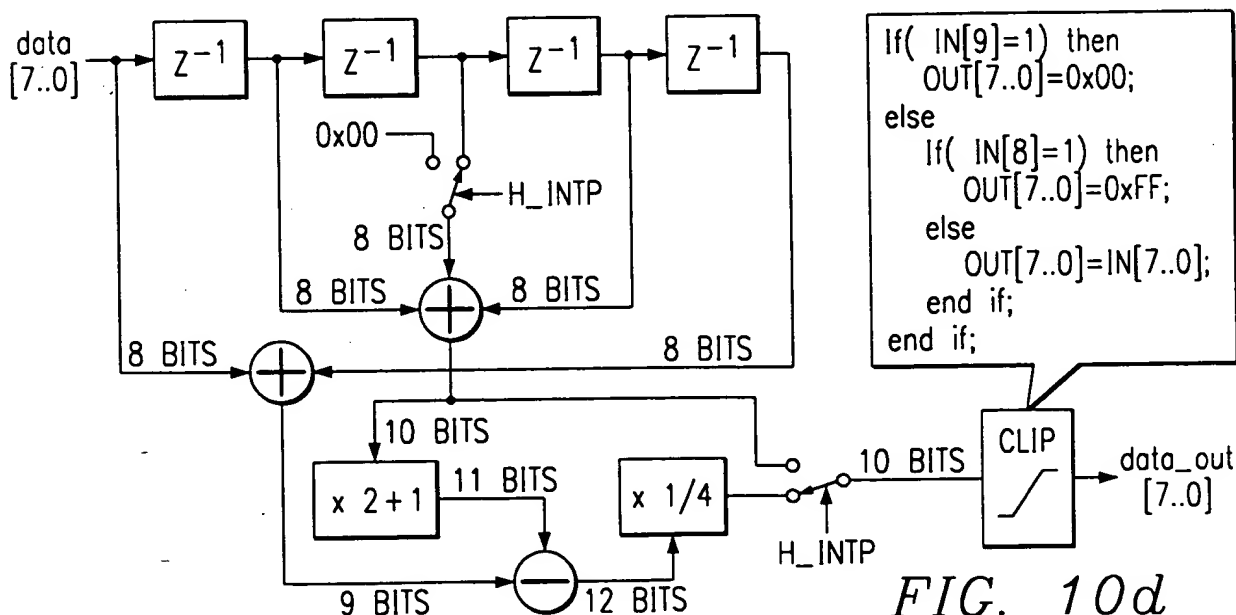 data
[7..0]
Z⁻¹
Z⁻¹
Z⁻¹
Z⁻¹
0x00
H_INTP
8 BITS
8 BITS
8 BITS
8 BITS
8 BITS
10 BITS
x 2+1
11 BITS
x 1/4
9 BITS
12 BITS
H_INTP
10 BITS
CLIP
data_out
[7..0]
If( IN[9]=1) then
OUT[7..0]=0x00;
else
If( IN[8]=1) then
OUT[7..0]=0xFF;
else
OUT[7..0]=IN[7..0];
end if;
end if;
FIG. 10d